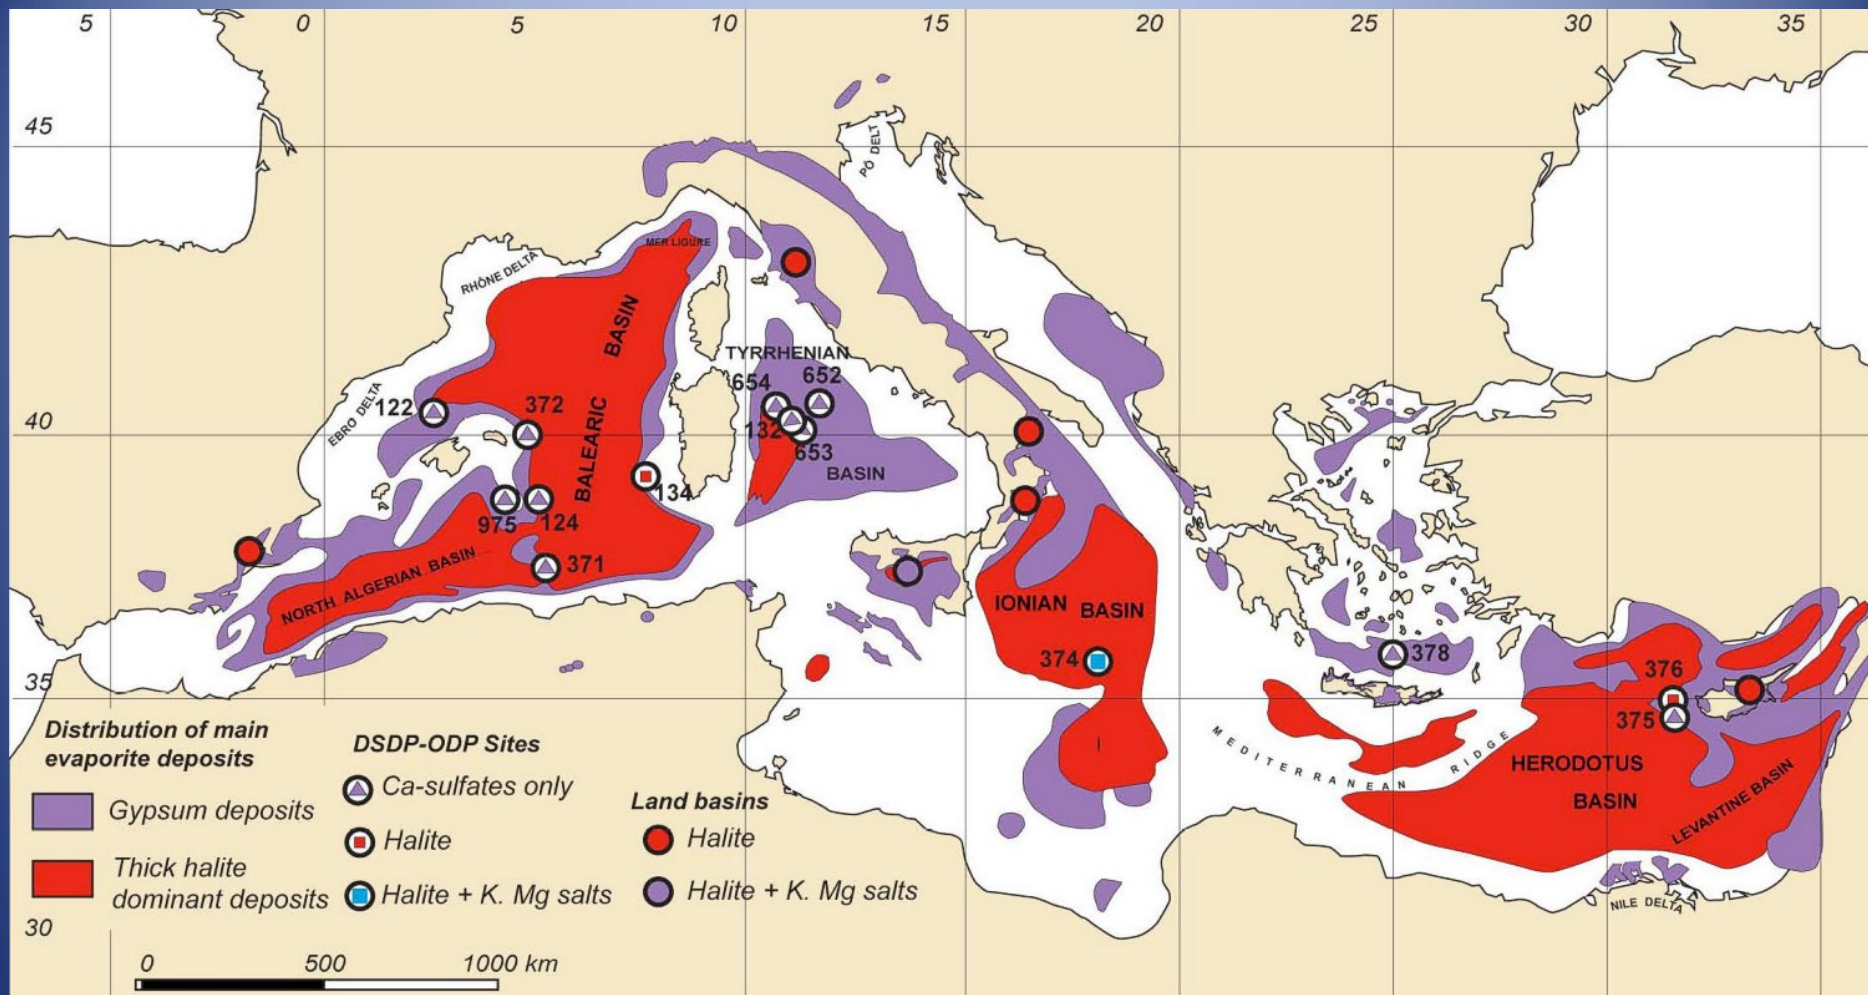 5 0 5 10 15 20 25 30 35
45
PÔ DELT
MER LIGURE
RHÔNE DELTA
BALEARIC BASIN
TYRRHENIAN
654 652
EBRO DELTA
122
372
40
132
653
BASIN
134
975 124
371
NORTH ALGERIAN BASIN
IONIAN BASIN
374
378
376
375
35
MEDITERRANEAN RIDGE
HERODOTUS
BASIN
LEVANTINE BASIN
NILE DELTA
Distribution of main
evaporite deposits
Gypsum deposits
Thick halite
dominant deposits
DSDP-ODP Sites
Ca-sulfates only
Halite
Halite + K. Mg salts
Land basins
Halite
Halite + K. Mg salts
30
0 500 1000 km